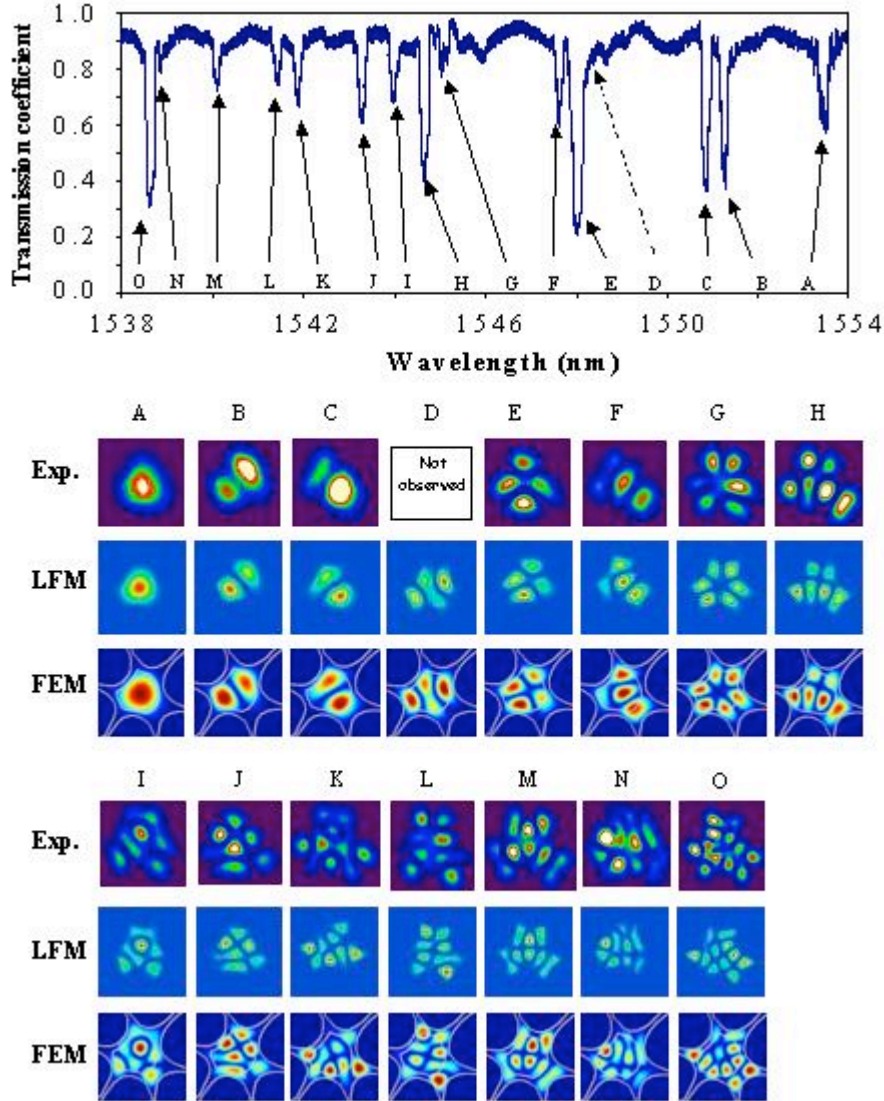 1.0
0.8
0.6
0.4
0.2
0.0
Transmission coefficient
O N M L K J I H G F E D C B A
1538 1542 1546 1550 1554
Wavelength (nm)
A B C D E F G H
Exp.
Not
observed
LFM
FEM
I J K L M N O
Exp.
LFM
FEM